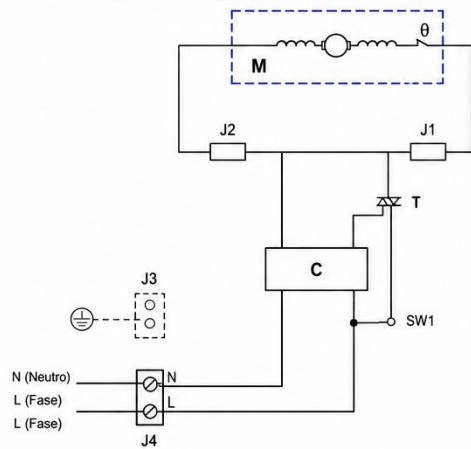 θ
M
J2
J1
T
C
J3
SW1
N (Neutro)
N
L (Fase)
L
L (Fase)
J4